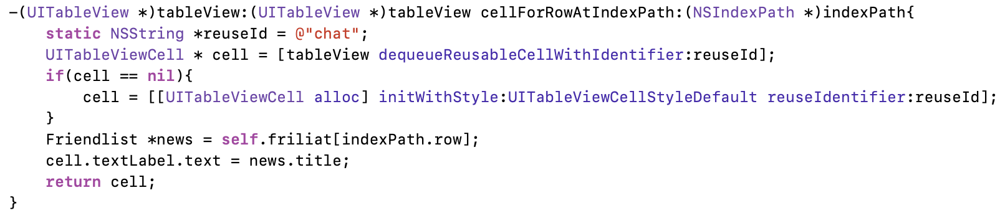 -(UITableView *)tableView:(UITableView *)tableView cellForRowAtIndexPath:(NSIndexPath *)indexPath{
    static NSString *reuseId = @"chat";
    UITableViewCell * cell = [tableView dequeueReusableCellWithIdentifier:reuseId];
    if(cell == nil){
        cell = [[UITableViewCell alloc] initWithStyle:UITableViewCellStyleDefault reuseIdentifier:reuseId];
    }
    Friendlist *news = self.friliat[indexPath.row];
    cell.textLabel.text = news.title;
    return cell;
}